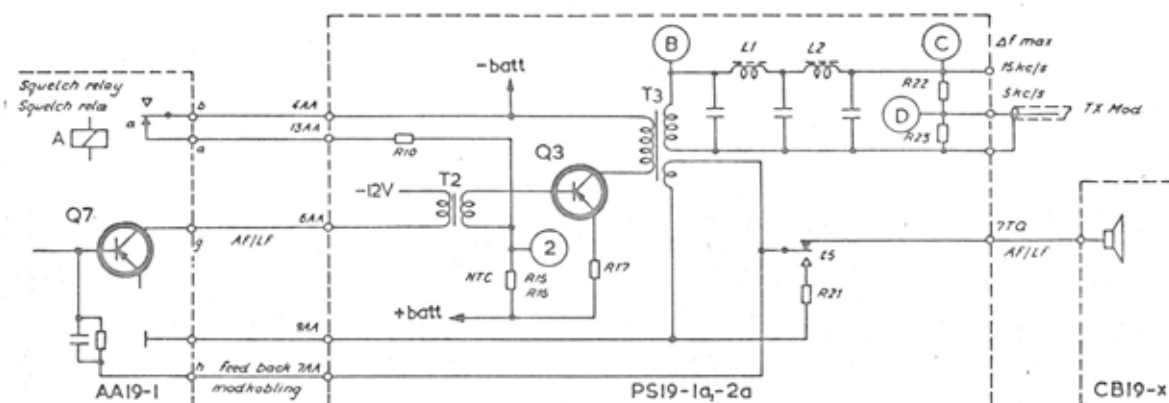 Squelch relay
Squelch relæ
A
a
b
a
4AA
13AA
R10
-batt
B
L1
L2
C
Δf max
15kc/s
R22
5kc/s
D
TX Mod
R23
T3
Q3
T2
-12V
Q7
g
AF/LF
6AA
2
NTC
R15
R16
R17
+batt
t5
R21
7TQ
AF/LF
h
feed back 7AA
modkobling
AA19-1
PS19-1a,-2a
CB19-x